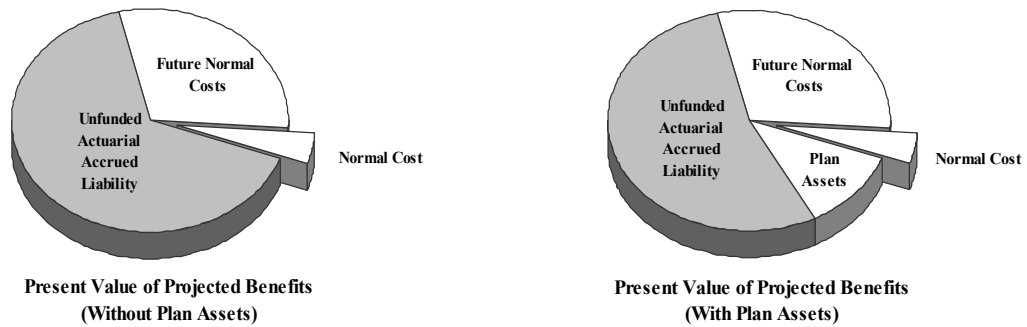 Future Normal
Costs
Unfunded
Actuarial
Accrued
Liability
Normal Cost
Present Value of Projected Benefits
(Without Plan Assets)
Future Normal
Costs
Unfunded
Actuarial
Accrued
Liability
Plan
Assets
Normal Cost
Present Value of Projected Benefits
(With Plan Assets)